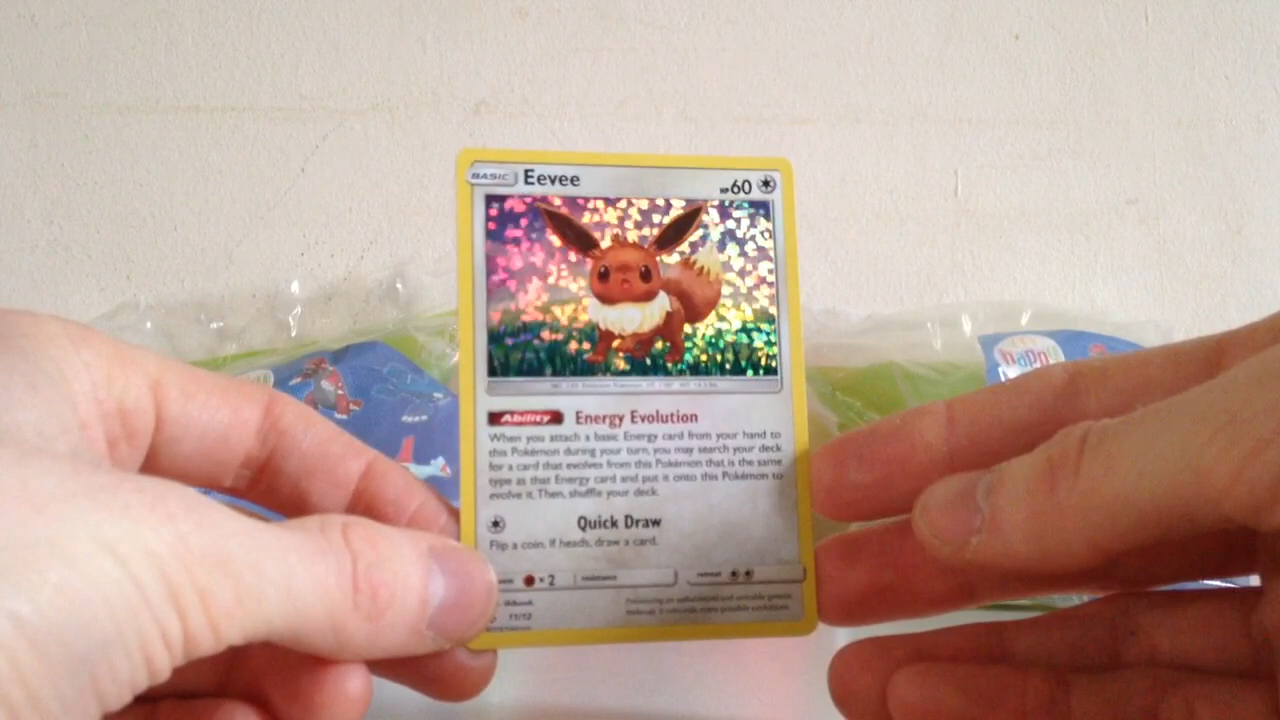 BASIC Eevee HP60
Ability Energy Evolution
When you attach a basic Energy card from your hand to
this Pokémon during your turn, you may search your deck
for a card that evolves from this Pokémon that is the same
type as that Energy card and put it onto this Pokémon to
evolve it. Then, shuffle your deck.
Quick Draw
Flip a coin. If heads, draw a card.
×2 resistance retreat
11/12
happy